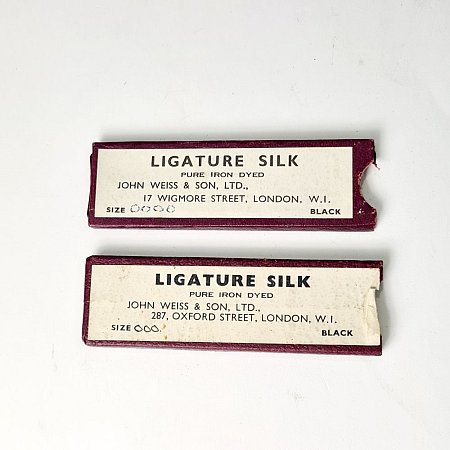 LIGATURE SILK
PURE IRON DYED
JOHN WEISS & SON, LTD.,
17 WIGMORE STREET, LONDON, W.I.
SIZE 0000 BLACK
LIGATURE SILK
PURE IRON DYED
JOHN WEISS & SON, LTD.,
287, OXFORD STREET, LONDON, W.I.
SIZE 000. BLACK